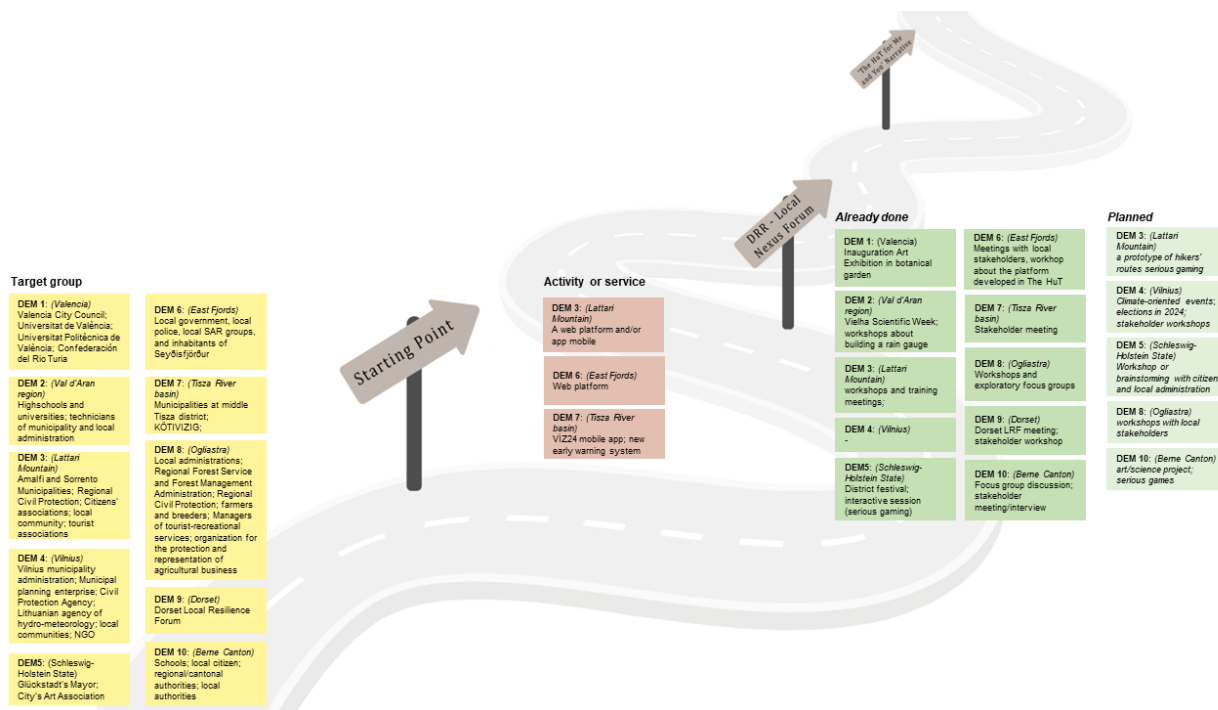 'The HuT for Me
and You' Narrative
DRR - Local
Nexus Forum
Starting Point
Target group
DEM 1: (Valencia)
Valencia City Council;
Universitat de València;
Universitat Politècnica de
València; Confederación
del Rio Turia
DEM 2: (Val d'Aran
region)
Highschools and
universities; technicians
of municipality and local
administration
DEM 3: (Lattari
Mountain)
Amalfi and Sorrento
Municipalities; Regional
Civil Protection; Citizens'
associations; local
community; tourist
associations
DEM 4: (Vilnius)
Vilnius municipality
administration; Municipal
planning enterprise; Civil
Protection Agency;
Lithuanian agency of
hydro-meteorology; local
communities; NGO
DEM5: (Schleswig-
Holstein State)
Glückstadt's Mayor;
City's Art Association
DEM 6: (East Fjords)
Local government, local
police, local SAR groups,
and inhabitants of
Seyðisfjörður
DEM 7: (Tisza River
basin)
Municipalities at middle
Tisza district;
KÖTIVIZIG;
DEM 8: (Ogliastra)
Local administrations;
Regional Forest Service
and Forest Management
Administration; Regional
Civil Protection; farmers
and breeders; Managers
of tourist-recreational
services; organization for
the protection and
representation of
agricultural business
DEM 9: (Dorset)
Dorset Local Resilience
Forum
DEM 10: (Berne Canton)
Schools; local citizen;
regional/cantonal
authorities; local
authorities
Activity or service
DEM 3: (Lattari
Mountain)
A web platform and/or
app mobile
DEM 6: (East Fjords)
Web platform
DEM 7: (Tisza River
basin)
VÍZ24 mobile app; new
early warning system
Already done
DEM 1: (Valencia)
Inauguration Art
Exhibition in botanical
garden
DEM 2: (Val d'Aran
region)
Vielha Scientific Week;
workshops about
building a rain gauge
DEM 3: (Lattari
Mountain)
workshops and training
meetings;
DEM 4: (Vilnius)
-
DEM5: (Schleswig-
Holstein State)
District festival;
interactive session
(serious gaming)
DEM 6: (East Fjords)
Meetings with local
stakeholders, workhop
about the platform
developed in The HuT
DEM 7: (Tisza River
basin)
Stakeholder meeting
DEM 8: (Ogliastra)
Workshops and
exploratory focus groups
DEM 9: (Dorset)
Dorset LRF meeting;
stakeholder workshop
DEM 10: (Berne Canton)
Focus group discussion;
stakeholder
meeting/interview
Planned
DEM 3: (Lattari
Mountain)
a prototype of hikers'
routes serious gaming
DEM 4: (Vilnius)
Climate-oriented events;
elections in 2024;
stakeholder workshops
DEM 5: (Schleswig-
Holstein State)
Workshop or
brainstorming with citizen
and local administration
DEM 8: (Ogliastra)
workshops with local
stakeholders
DEM 10: (Berne Canton)
art/science project;
serious games